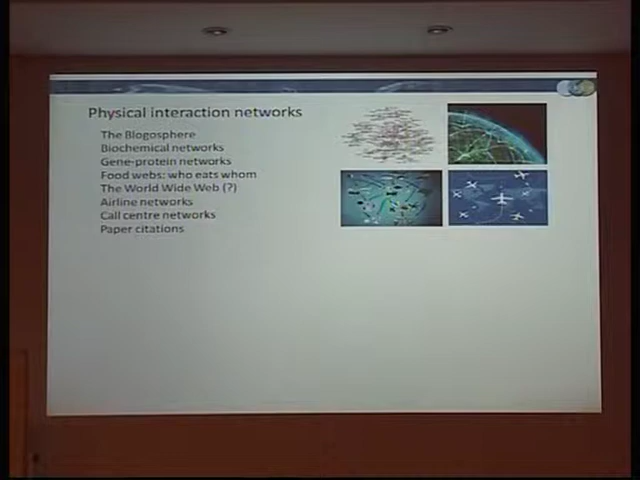 Physical interaction networks
The Blogosphere
Biochemical networks
Gene-protein networks
Food webs: who eats whom
The World Wide Web (?)
Airline networks
Call centre networks
Paper citations